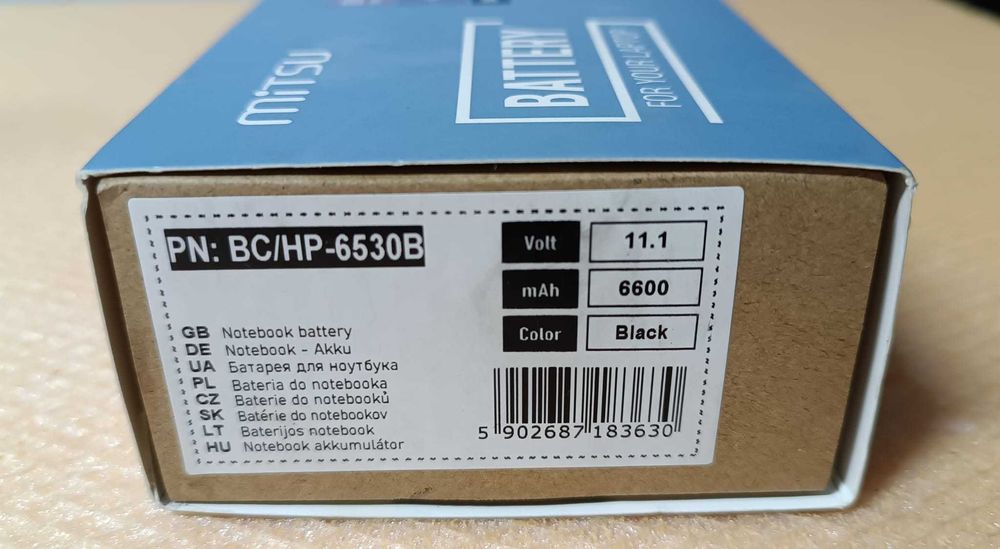 mitsu
BATTERY
FOR YOUR LAPTOP
PN: BC/HP-6530B
Volt 11.1
mAh 6600
Color Black
GB Notebook battery
DE Notebook - Akku
UA Батарея для ноутбука
PL Bateria do notebooka
CZ Baterie do notebooků
SK Batérie do notebookov
LT Baterijos notebook
HU Notebook akkumulátor
5 902687 183630